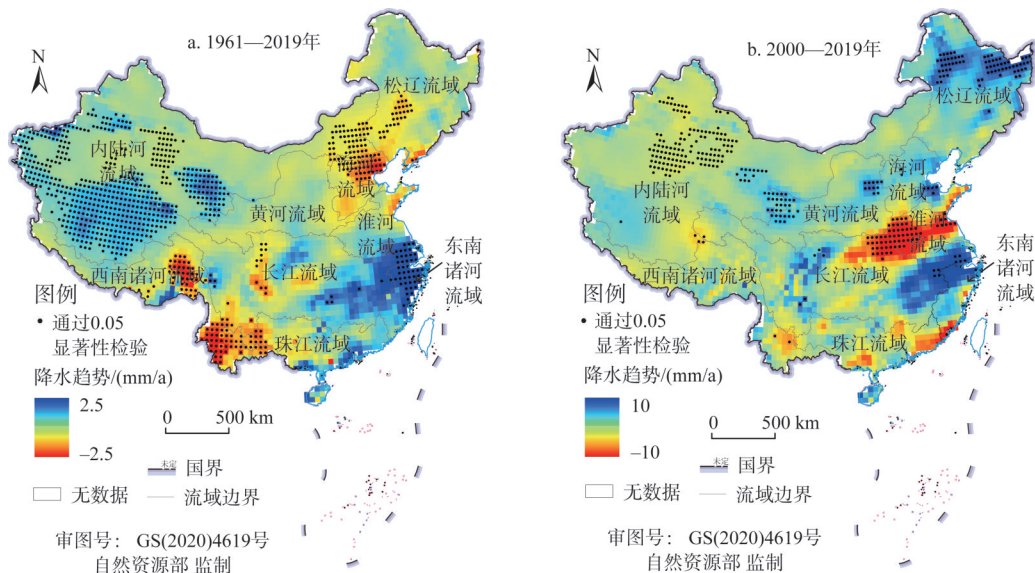 a. 1961—2019年
N
松辽流域
内陆河
流域
海河
流域
黄河流域
淮河
流域
西南诸河流域
长江流域
东南
诸河
流域
珠江流域
图例
• 通过0.05
显著性检验
降水趋势/(mm/a)
2.5
−2.5
0 500 km
未定 国界
无数据
流域边界
审图号： GS(2020)4619号
自然资源部 监制
b. 2000—2019年
N
松辽流域
内陆河
流域
海河
流域
黄河流域
淮河
流域
西南诸河流域
长江流域
东南
诸河
流域
珠江流域
图例
• 通过0.05
显著性检验
降水趋势/(mm/a)
10
−10
0 500 km
未定 国界
无数据
流域边界
审图号： GS(2020)4619号
自然资源部 监制